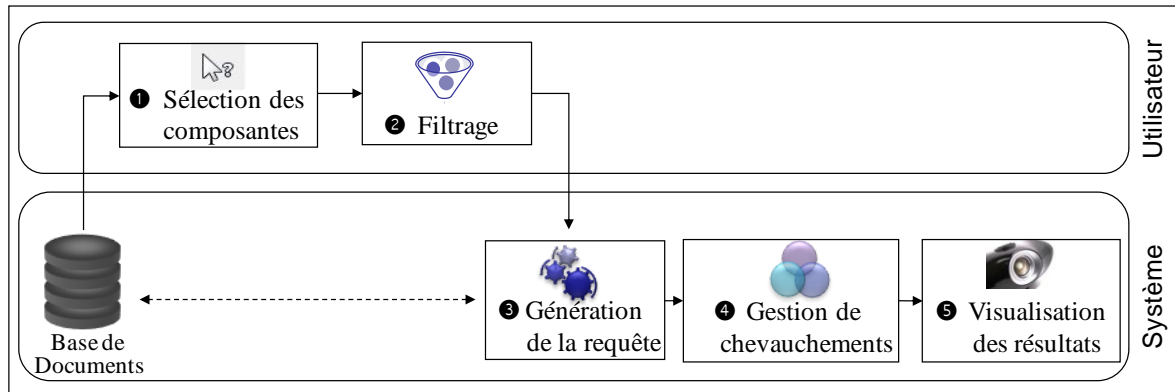 ?
❶ Sélection des
composantes
❷ Filtrage
Utilisateur
Base de
Documents
❸ Génération
de la requête
❹ Gestion de
chevauchements
❺ Visualisation
des résultats
Système